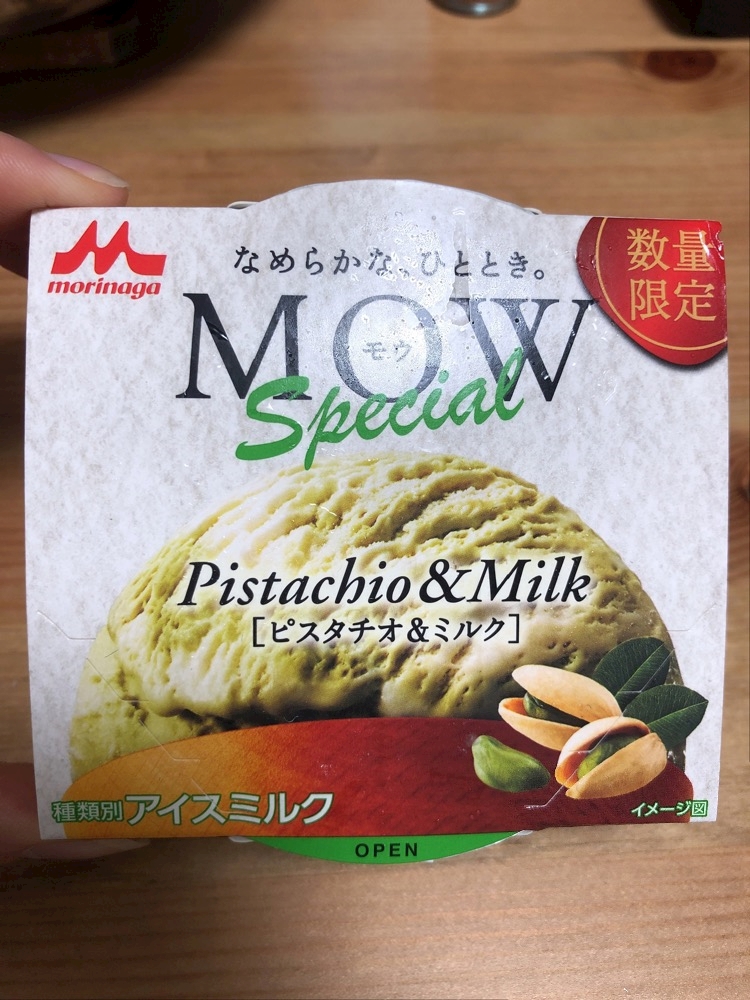 morinaga
なめらかな、ひととき。
数量
限定
MOW
モウ
Special
Pistachio&Milk
[ピスタチオ&ミルク]
種類別アイスミルク
イメージ図
OPEN